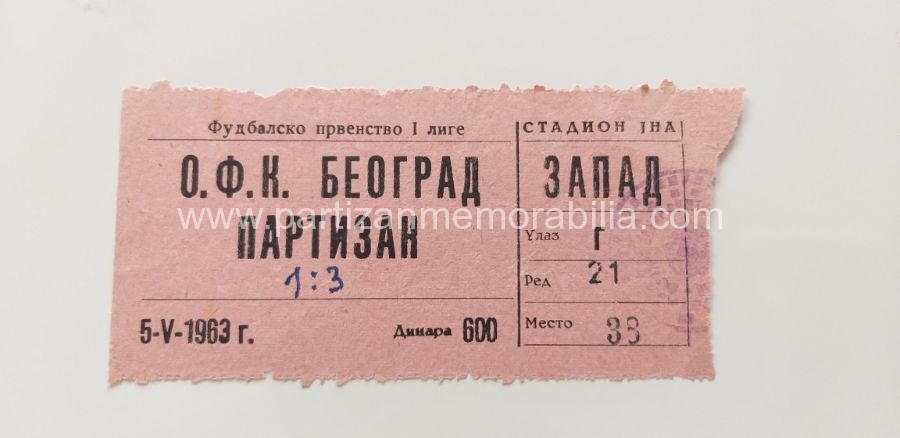 Фудбалско првенство I лиге
О.Ф.К. БЕОГРАД
ПАРТИЗАН
1:3
5-V-1963 г.
Динара 600
СТАДИОН ЈНА
ЗАПАД
Улаз Г
Ред 21
Место 38
www.partizanmemorabilia.com